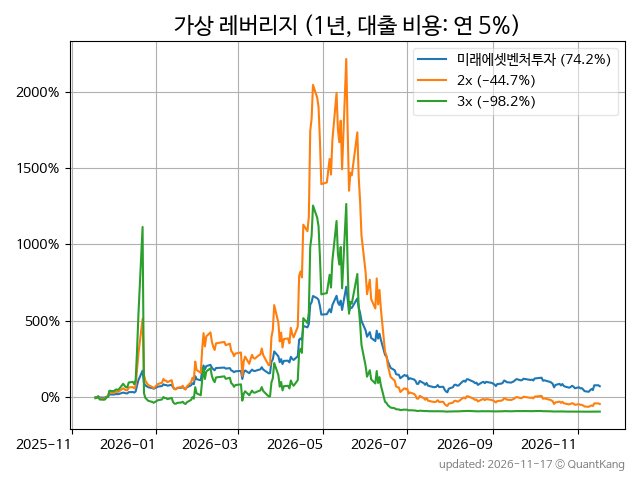 가상 레버리지 (1년, 대출 비용: 연 5%)
미래에셋벤처투자 (74.2%)
2x (−44.7%)
3x (−98.2%)
2000%
1500%
1000%
500%
0%
2025-11 2026-01 2026-03 2026-05 2026-07 2026-09 2026-11
updated: 2026-11-17 © QuantKang